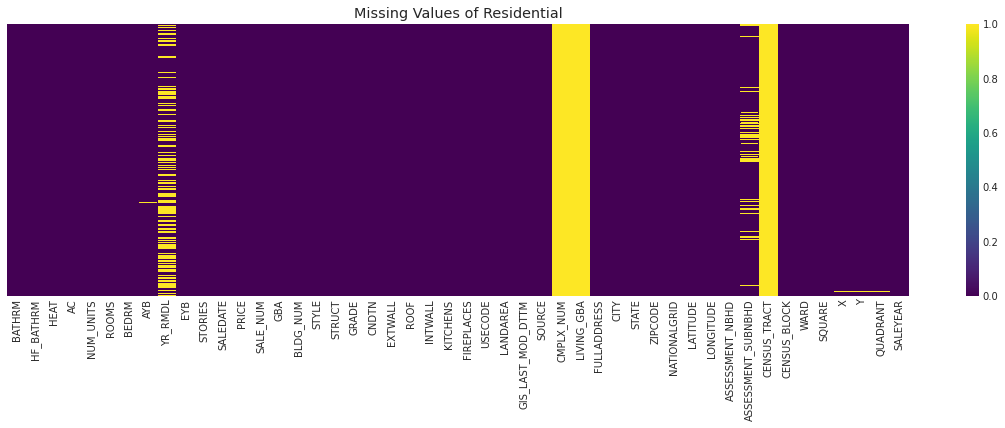 Missing Values of Residential
1.0
0.8
0.6
0.4
0.2
0.0
BATHRM
HF_BATHRM
HEAT
AC
NUM_UNITS
ROOMS
BEDRM
AYB
YR_RMDL
EYB
STORIES
SALEDATE
PRICE
SALE_NUM
GBA
BLDG_NUM
STYLE
STRUCT
GRADE
CNDTN
EXTWALL
ROOF
INTWALL
KITCHENS
FIREPLACES
USECODE
LANDAREA
GIS_LAST_MOD_DTTM
SOURCE
CMPLX_NUM
LIVING_GBA
FULLADDRESS
CITY
STATE
ZIPCODE
NATIONALGRID
LATITUDE
LONGITUDE
ASSESSMENT_NBHD
ASSESSMENT_SUBNBHD
CENSUS_TRACT
CENSUS_BLOCK
WARD
SQUARE
X
Y
QUADRANT
SALEYEAR